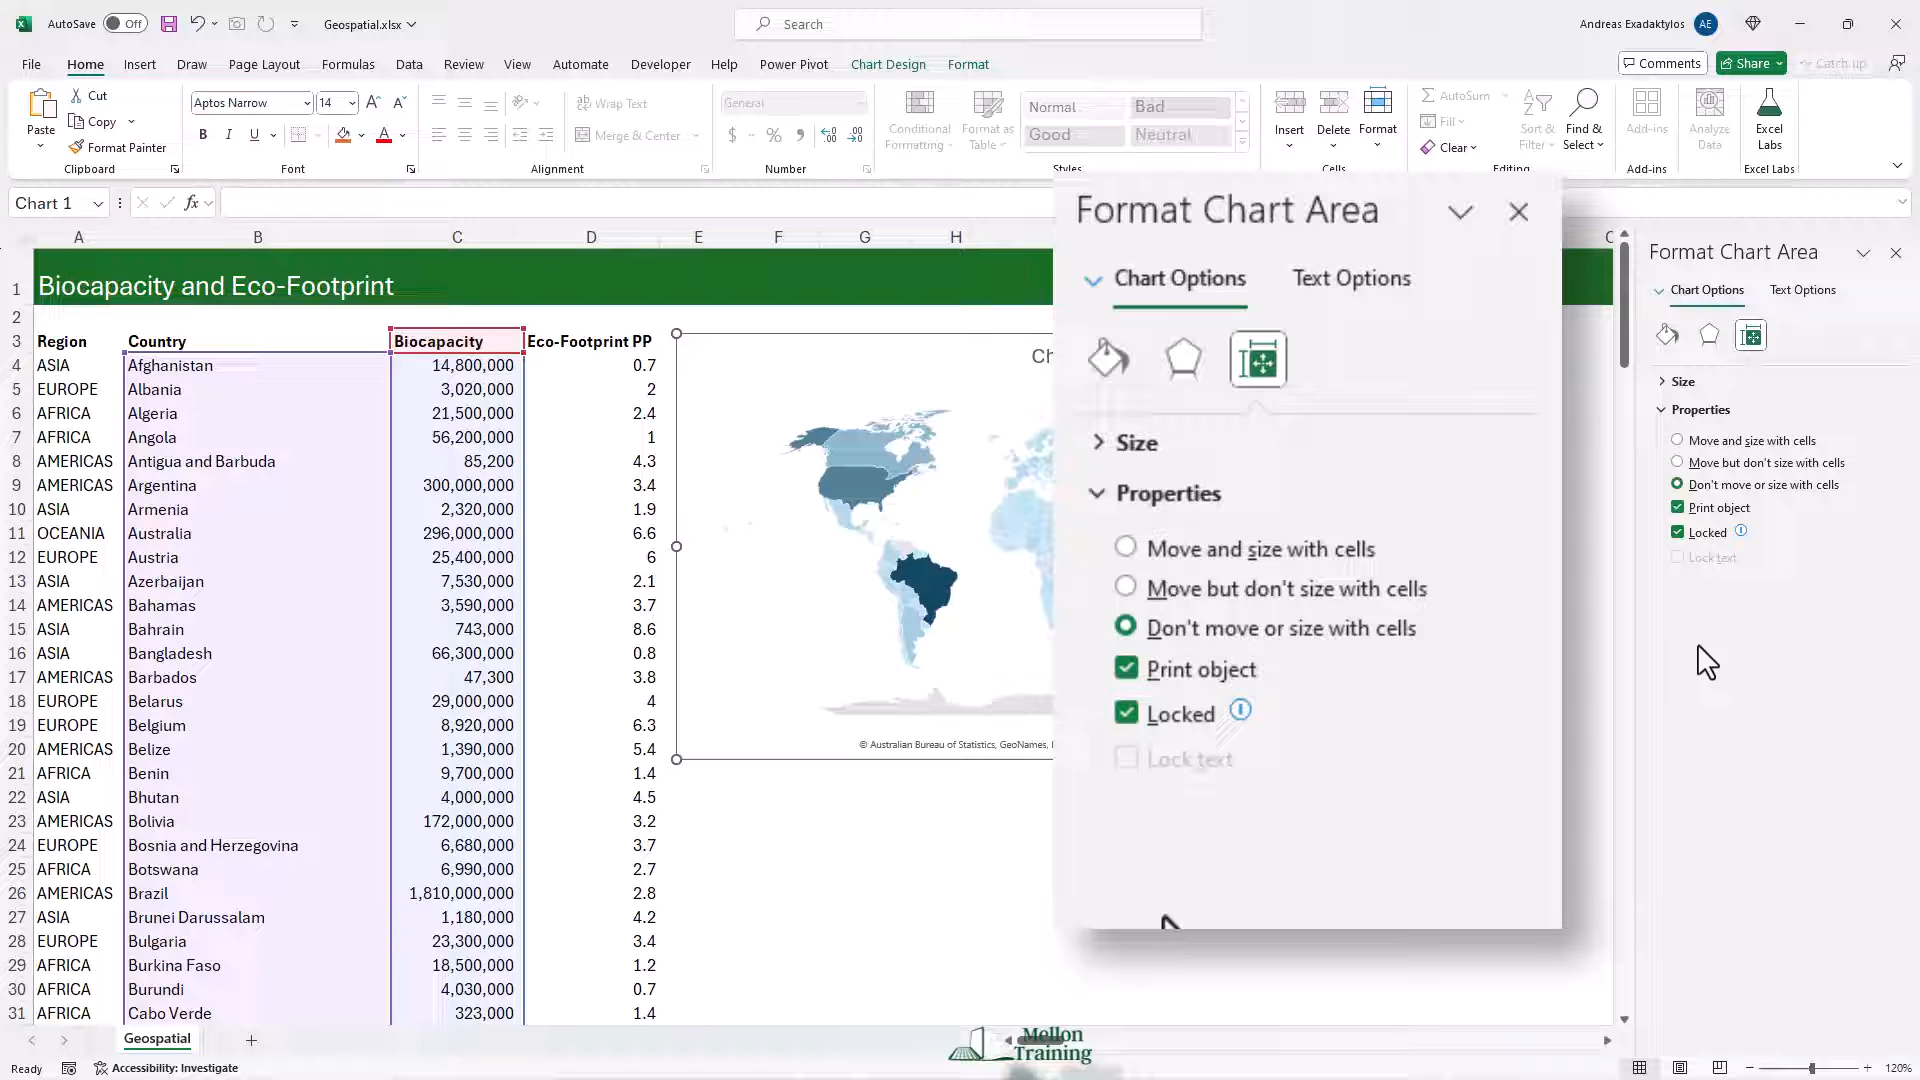 AutoSave Off Geospatial.xlsx Search Andreas Exadaktylos AE
File Home Insert Draw Page Layout Formulas Data Review View Automate Developer Help Power Pivot Chart Design Format Comments Share Catch up
Paste Cut Copy Format Painter
Clipboard
Aptos Narrow 14
B I U
Font
Wrap Text
Merge & Center
Alignment
General
$ % 9
Number
Conditional Formatting
Format as Table
Normal Bad
Good Neutral
Styles
Insert Delete Format
Cells
AutoSum
Fill
Clear
Sort & Filter
Find & Select
Editing
Add-ins
Add-ins
Analyze Data
Excel Labs
Excel Labs
Chart 1 fx
A B C D E F G H
1 Biocapacity and Eco-Footprint
2
3 Region Country Biocapacity Eco-Footprint PP
4 ASIA Afghanistan 14,800,000 0.7
5 EUROPE Albania 3,020,000 2
6 AFRICA Algeria 21,500,000 2.4
7 AFRICA Angola 56,200,000 1
8 AMERICAS Antigua and Barbuda 85,200 4.3
9 AMERICAS Argentina 300,000,000 3.4
10 ASIA Armenia 2,320,000 1.9
11 OCEANIA Australia 296,000,000 6.6
12 EUROPE Austria 25,400,000 6
13 ASIA Azerbaijan 7,530,000 2.1
14 AMERICAS Bahamas 3,590,000 3.7
15 ASIA Bahrain 743,000 8.6
16 ASIA Bangladesh 66,300,000 0.8
17 AMERICAS Barbados 47,300 3.8
18 EUROPE Belarus 29,000,000 4
19 EUROPE Belgium 8,920,000 6.3
20 AMERICAS Belize 1,390,000 5.4
21 AFRICA Benin 9,700,000 1.4
22 ASIA Bhutan 4,000,000 4.5
23 AMERICAS Bolivia 172,000,000 3.2
24 EUROPE Bosnia and Herzegovina 6,680,000 3.7
25 AFRICA Botswana 6,990,000 2.7
26 AMERICAS Brazil 1,810,000,000 2.8
27 ASIA Brunei Darussalam 1,180,000 4.2
28 EUROPE Bulgaria 23,300,000 3.4
29 AFRICA Burkina Faso 18,500,000 1.2
30 AFRICA Burundi 4,030,000 0.7
31 AFRICA Cabo Verde 323,000 1.4
© Australian Bureau of Statistics, GeoNames,
Format Chart Area
Chart Options Text Options
Size
Properties
Move and size with cells
Move but don't size with cells
Don't move or size with cells
Print object
Locked
Lock text
Format Chart Area
Chart Options Text Options
Size
Properties
Move and size with cells
Move but don't size with cells
Don't move or size with cells
Print object
Locked
Lock text
Geospatial
Mellon
Training
Ready Accessibility: Investigate 120%